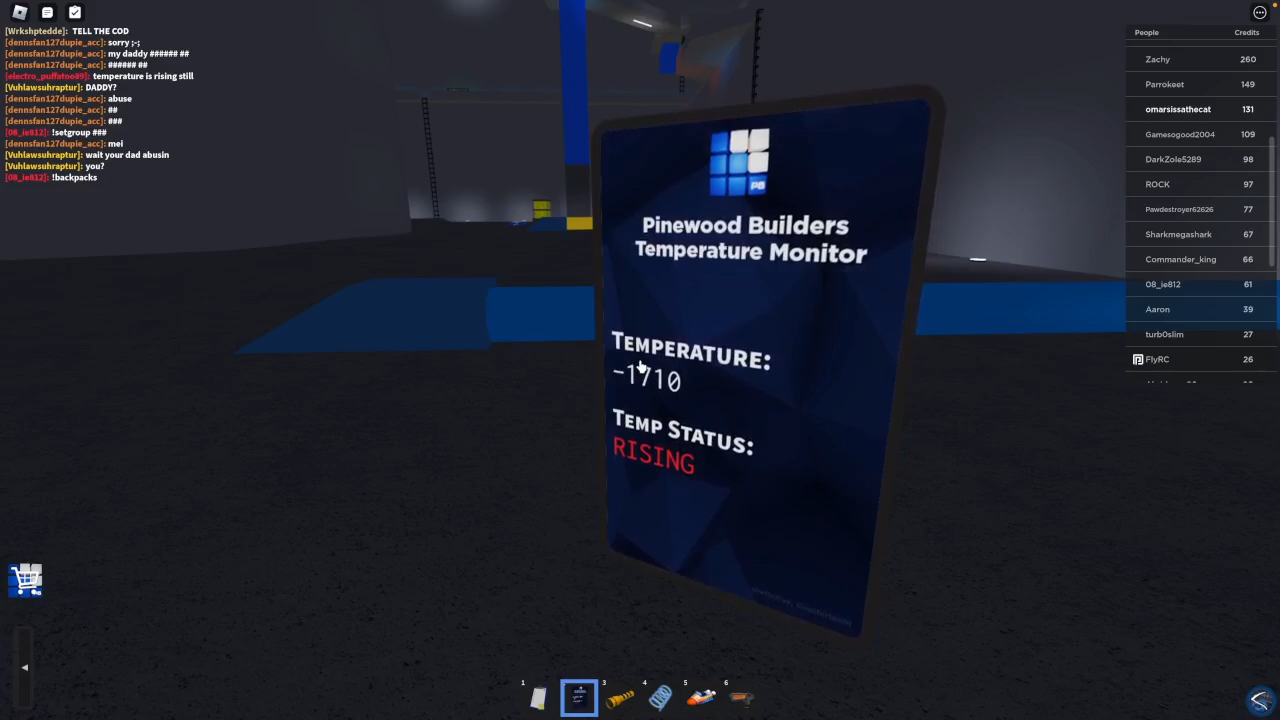 [Wrkshptedde]: TELL THE COD
[dennsfan127dupie_acc]: sorry ;-;
[dennsfan127dupie_acc]: my daddy ###### ##
[dennsfan127dupie_acc]: ###### ##
[electro_puffatoo89]: temperature is rising still
[Vuhlawsuhraptur]: DADDY?
[dennsfan127dupie_acc]: abuse
[dennsfan127dupie_acc]: ##
[dennsfan127dupie_acc]: ###
[08_ie812]: !setgroup ###
[dennsfan127dupie_acc]: mei
[Vuhlawsuhraptur]: wait your dad abusin
[Vuhlawsuhraptur]: you?
[08_ie812]: !backpacks
PB
Pinewood Builders
Temperature Monitor
TEMPERATURE:
-1710
TEMP STATUS:
RISING
People Credits
Zachy 260
Parrokeet 149
omarsissathecat 131
Gamesogood2004 109
DarkZole5289 98
ROCK 97
Pawdestroyer62626 77
Sharkmegashark 67
Commander_king 66
08_ie812 61
Aaron 39
turb0slim 27
FlyRC 26
1 2 3 4 5 6